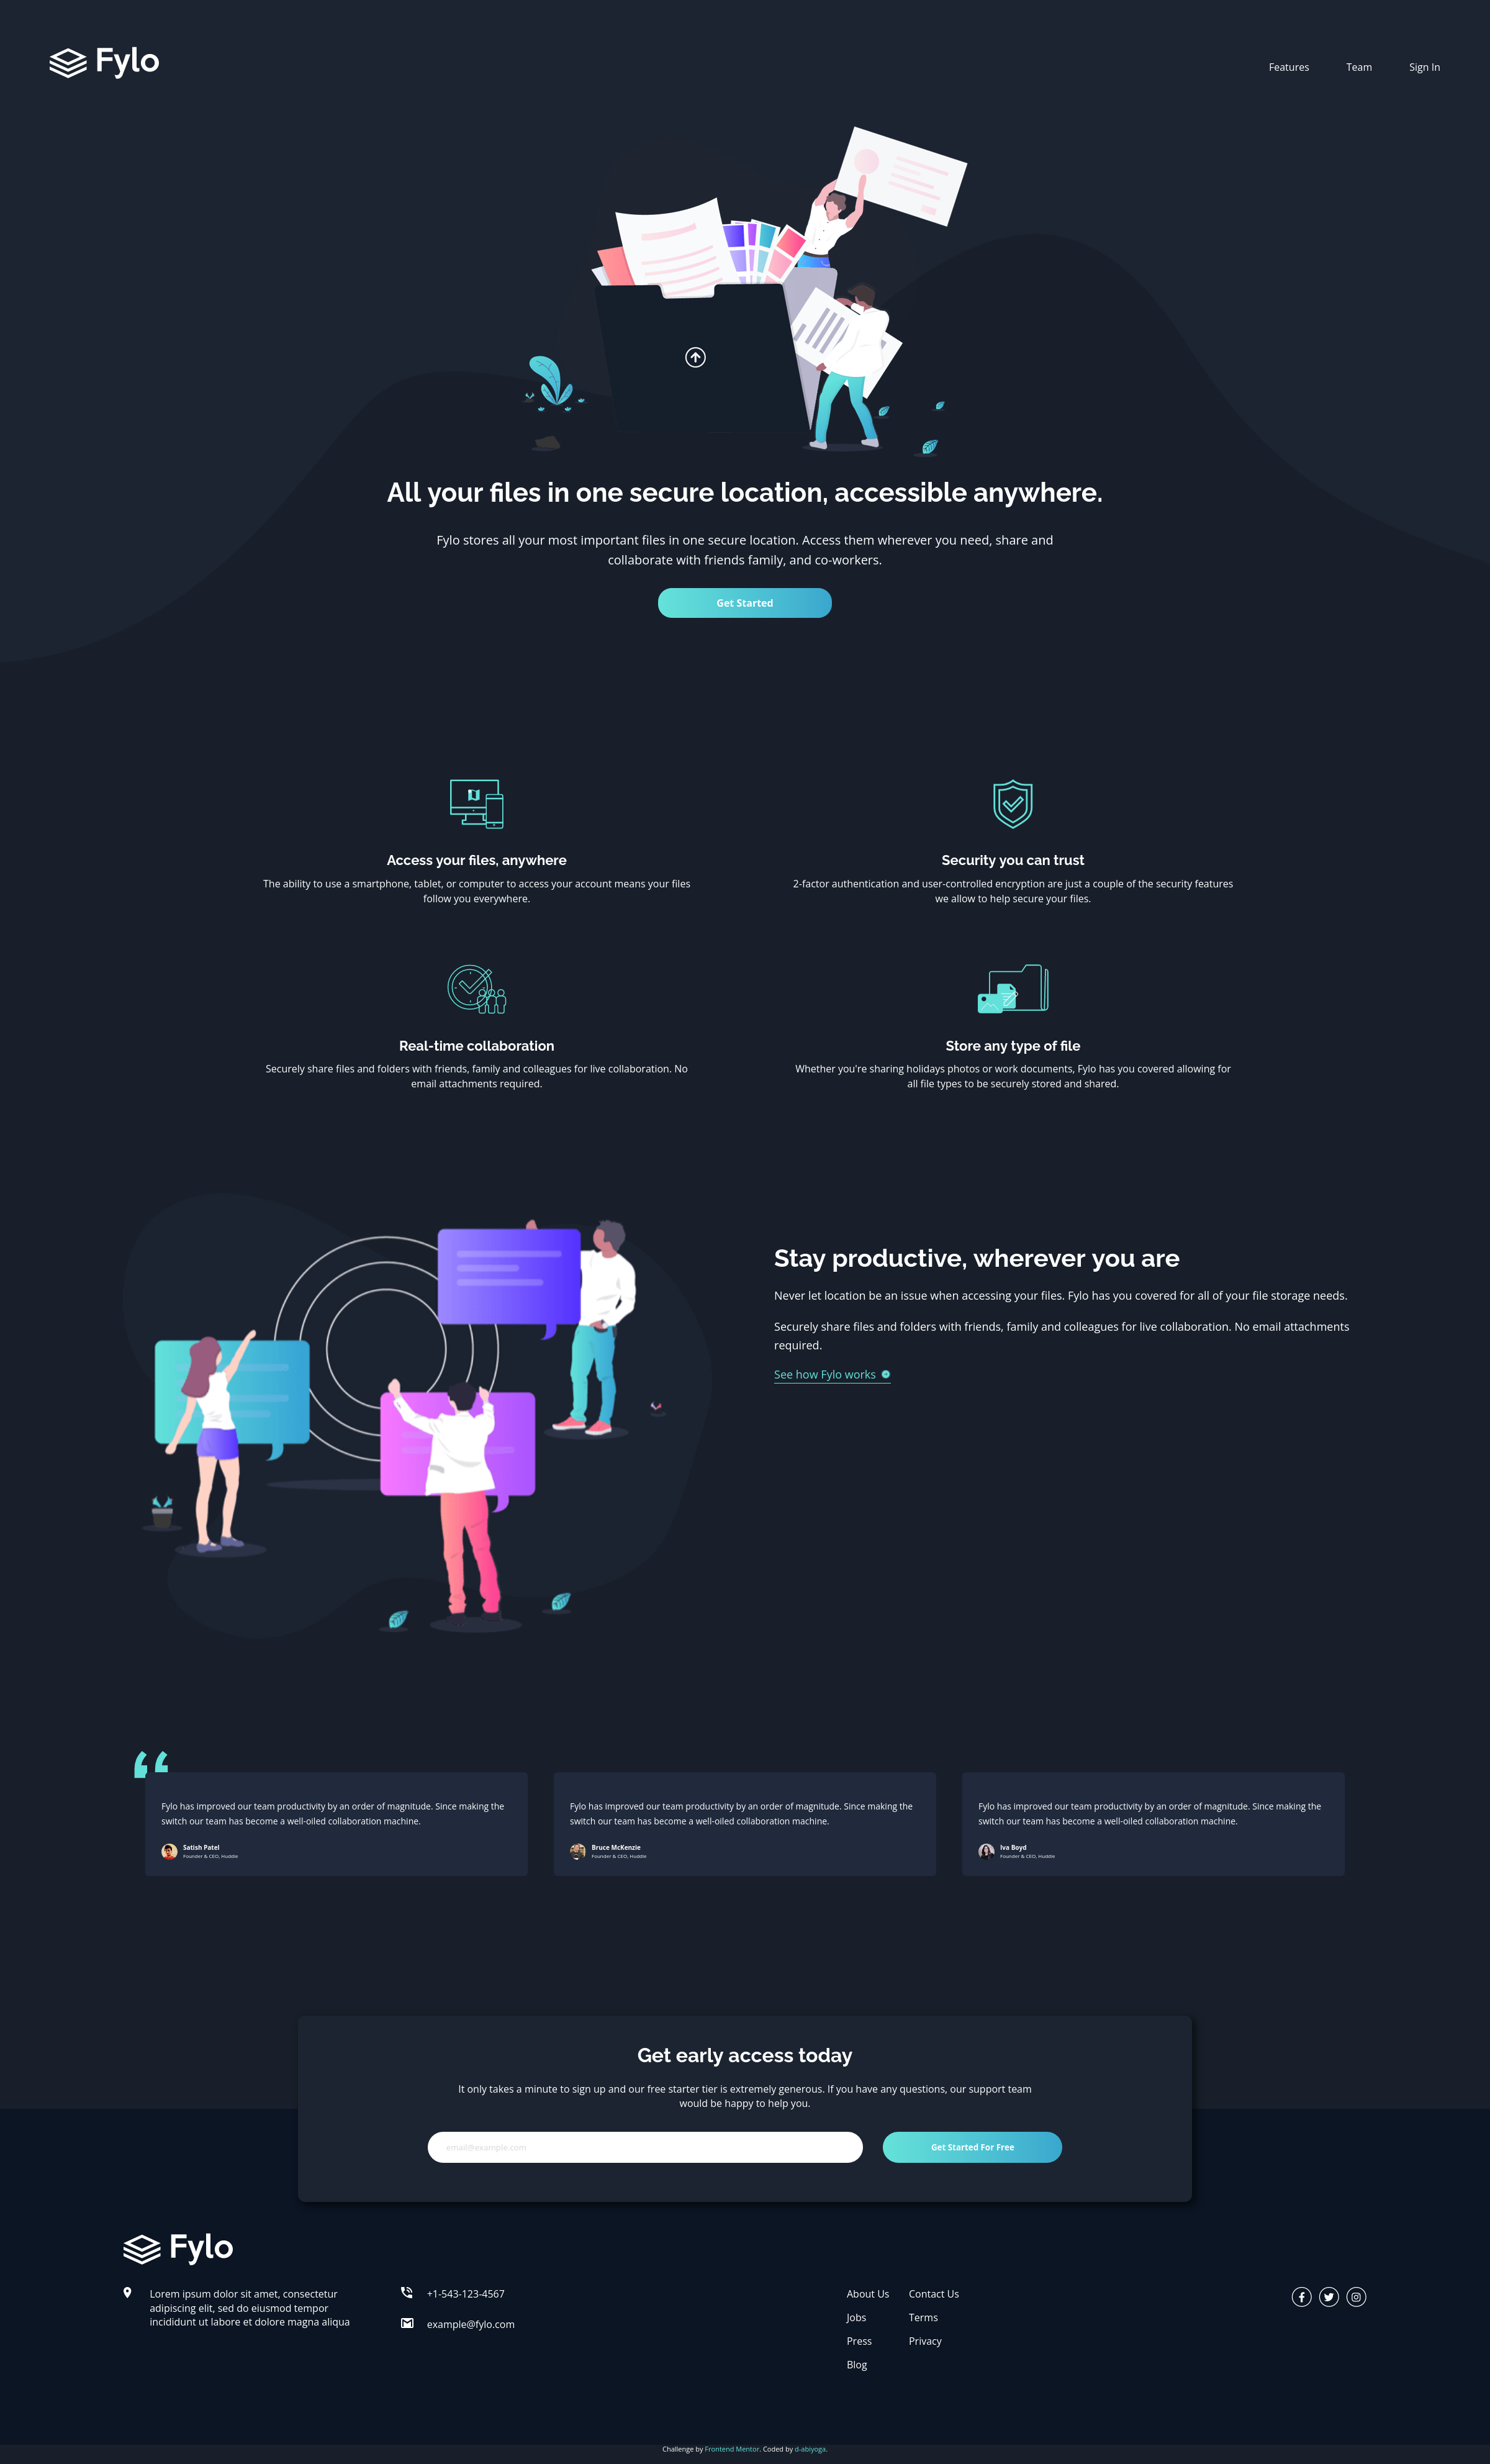 Fylo
Features Team Sign In
All your files in one secure location, accessible anywhere.
Fylo stores all your most important files in one secure location. Access them wherever you need, share and
collaborate with friends family, and co-workers.
Get Started
Access your files, anywhere
The ability to use a smartphone, tablet, or computer to access your account means your files
follow you everywhere.
Security you can trust
2-factor authentication and user-controlled encryption are just a couple of the security features
we allow to help secure your files.
Real-time collaboration
Securely share files and folders with friends, family and colleagues for live collaboration. No
email attachments required.
Store any type of file
Whether you're sharing holidays photos or work documents, Fylo has you covered allowing for
all file types to be securely stored and shared.
Stay productive, wherever you are
Never let location be an issue when accessing your files. Fylo has you covered for all of your file storage needs.
Securely share files and folders with friends, family and colleagues for live collaboration. No email attachments
required.
See how Fylo works
Fylo has improved our team productivity by an order of magnitude. Since making the
switch our team has become a well-oiled collaboration machine.
Satish Patel
Founder & CEO, Huddle
Fylo has improved our team productivity by an order of magnitude. Since making the
switch our team has become a well-oiled collaboration machine.
Bruce McKenzie
Founder & CEO, Huddle
Fylo has improved our team productivity by an order of magnitude. Since making the
switch our team has become a well-oiled collaboration machine.
Iva Boyd
Founder & CEO, Huddle
Get early access today
It only takes a minute to sign up and our free starter tier is extremely generous. If you have any questions, our support team
would be happy to help you.
email@example.com
Get Started For Free
Fylo
Lorem ipsum dolor sit amet, consectetur
adipiscing elit, sed do eiusmod tempor
incididunt ut labore et dolore magna aliqua
+1-543-123-4567
example@fylo.com
About Us
Jobs
Press
Blog
Contact Us
Terms
Privacy
Challenge by Frontend Mentor. Coded by d-abiyoga.